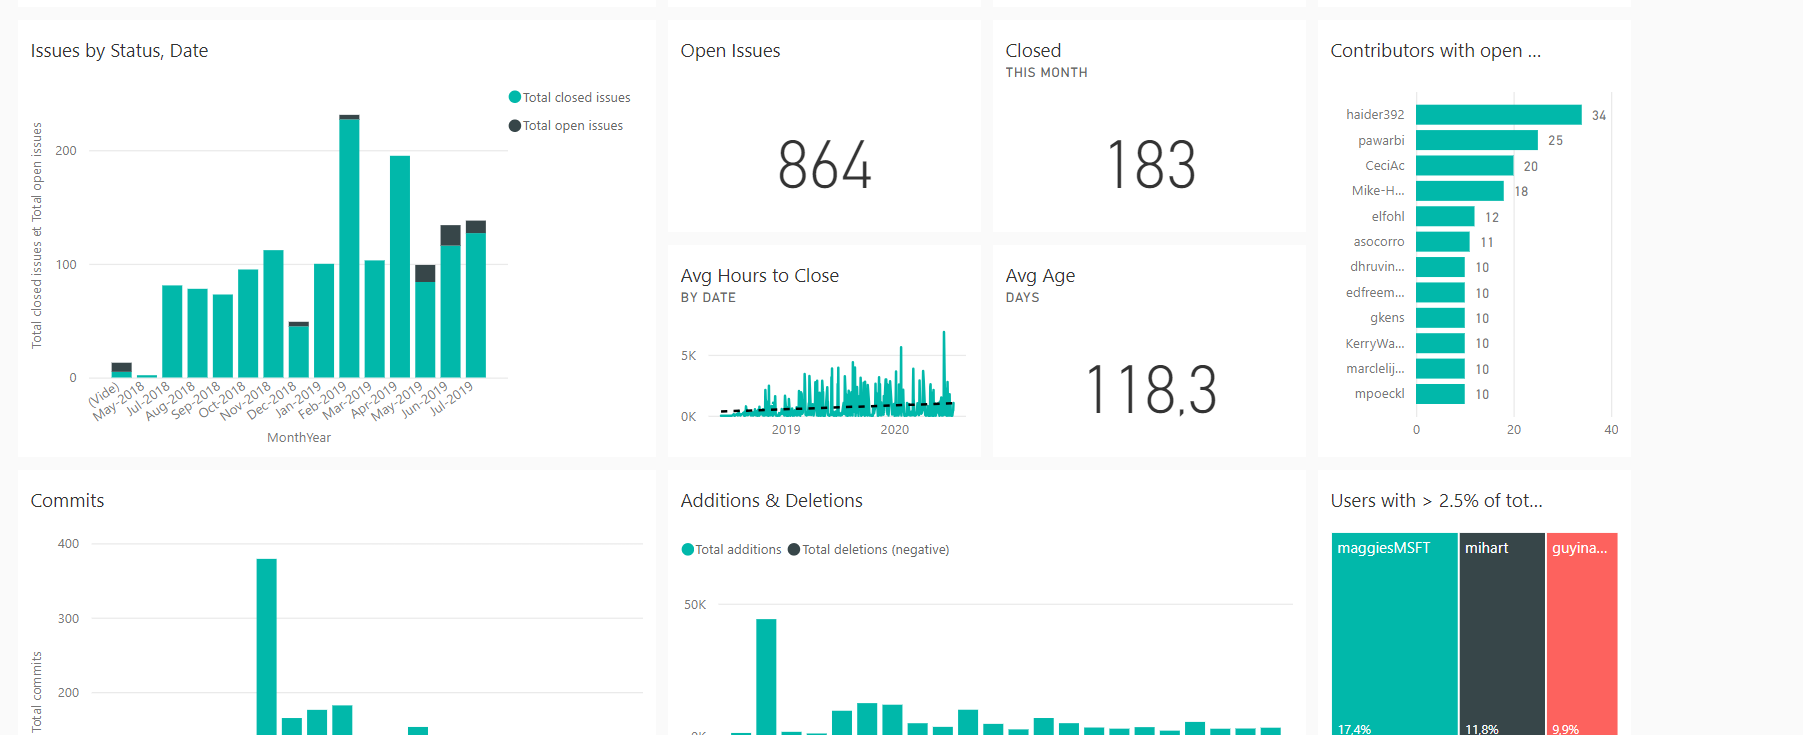 Issues by Status, Date
Total closed issues
Total open issues
Total closed issues et Total open issues
200
100
0
(Vide)
May-2018
Jul-2018
Aug-2018
Sep-2018
Oct-2018
Nov-2018
Dec-2018
Jan-2019
Feb-2019
Mar-2019
Apr-2019
May-2019
Jun-2019
Jul-2019
MonthYear
Open Issues
864
Closed
THIS MONTH
183
Avg Hours to Close
BY DATE
5K
0K
2019
2020
Avg Age
DAYS
118,3
Contributors with open ...
haider392 34
pawarbi 25
CeciAc 20
Mike-H... 18
elfohl 12
asocorro 11
dhruvin... 10
edfreem... 10
gkens 10
KerryWa... 10
marclelij... 10
mpoeckl 10
0 20 40
Commits
400
300
200
Total commits
Additions & Deletions
Total additions
Total deletions (negative)
50K
0K
Users with > 2.5% of tot...
maggiesMSFT
mihart
guyina...
17,4%
11,8%
9,9%